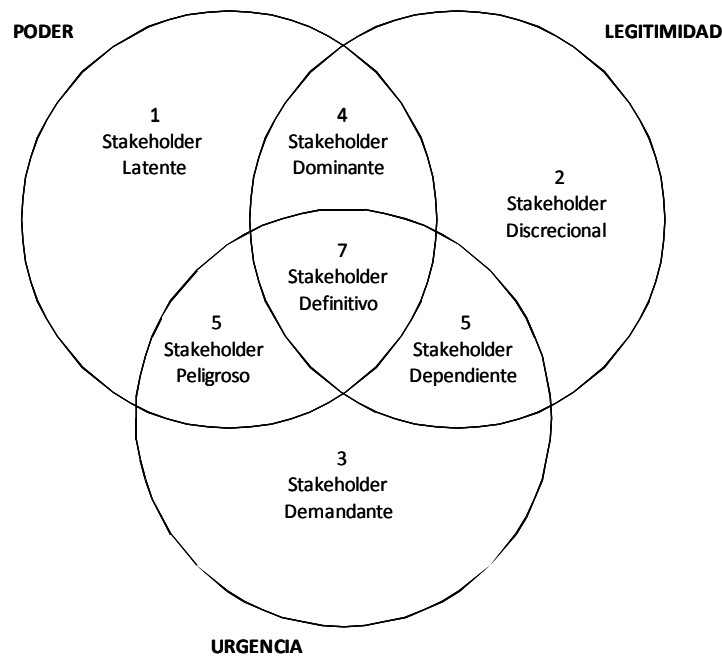 PODER
LEGITIMIDAD
1
Stakeholder
Latente
4
Stakeholder
Dominante
2
Stakeholder
Discrecional
7
Stakeholder
Definitivo
5
Stakeholder
Peligroso
5
Stakeholder
Dependiente
3
Stakeholder
Demandante
URGENCIA